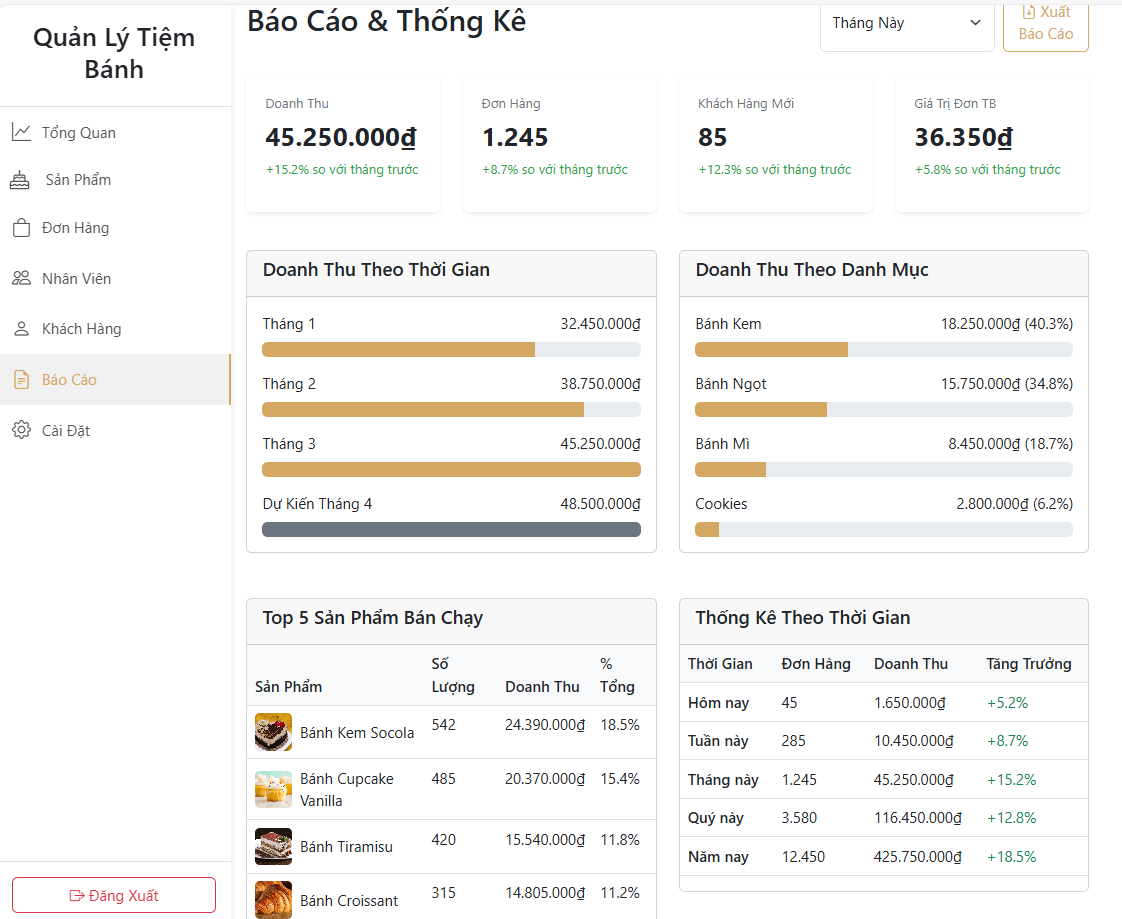 Quản Lý Tiệm
Bánh
Tổng Quan
Sản Phẩm
Đơn Hàng
Nhân Viên
Khách Hàng
Báo Cáo
Cài Đặt
Đăng Xuất
Báo Cáo & Thống Kê
Tháng Này
Xuất
Báo Cáo
Doanh Thu
45.250.000₫
+15.2% so với tháng trước
Đơn Hàng
1.245
+8.7% so với tháng trước
Khách Hàng Mới
85
+12.3% so với tháng trước
Giá Trị Đơn TB
36.350₫
+5.8% so với tháng trước
Doanh Thu Theo Thời Gian
Tháng 1 32.450.000₫
Tháng 2 38.750.000₫
Tháng 3 45.250.000₫
Dự Kiến Tháng 4 48.500.000₫
Doanh Thu Theo Danh Mục
Bánh Kem 18.250.000₫ (40.3%)
Bánh Ngọt 15.750.000₫ (34.8%)
Bánh Mì 8.450.000₫ (18.7%)
Cookies 2.800.000₫ (6.2%)
Top 5 Sản Phẩm Bán Chạy
Số %
Sản Phẩm Lượng Doanh Thu Tổng
Bánh Kem Socola 542 24.390.000₫ 18.5%
Bánh Cupcake 485 20.370.000₫ 15.4%
Vanilla
Bánh Tiramisu 420 15.540.000₫ 11.8%
Bánh Croissant 315 14.805.000₫ 11.2%
Thống Kê Theo Thời Gian
Thời Gian Đơn Hàng Doanh Thu Tăng Trưởng
Hôm nay 45 1.650.000₫ +5.2%
Tuần này 285 10.450.000₫ +8.7%
Tháng này 1.245 45.250.000₫ +15.2%
Quý này 3.580 116.450.000₫ +12.8%
Năm nay 12.450 425.750.000₫ +18.5%